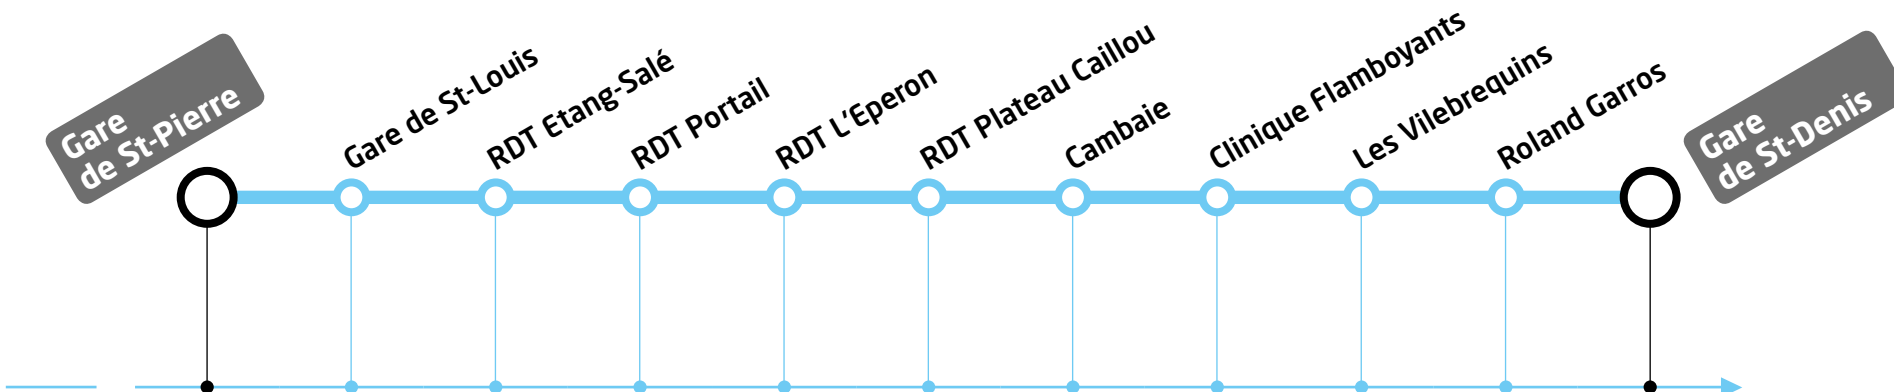 Gare
de St-Pierre
Gare de St-Louis
RDT Etang-Salé
RDT Portail
RDT L’Eperon
RDT Plateau Caillou
Cambaie
Clinique Flamboyants
Les Vilebrequins
Roland Garros
Gare
de St-Denis